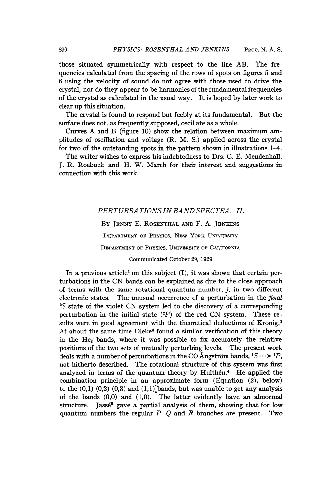 PHYSICS: ROSENTHAL AND JENKINS PROC. N. A. S.
those situated symmetrically with respect to the line AB. The fre-
quencies calculated from the spacing of the rows of spots on figures 5 and
6 using the velocity of sound do not agree with those used to drive the
crystal, nor do they appear to be harmonics of the fundamental frequencies
of the crystal as calculated in the usual way. It is hoped by later work to
clear up this situation.
The crystal is found to respond but feebly at its fundamental. But the
surface does not, as frequently supposed, oscillate as a whole.
Curves A and B (figure 10) show the relation between maximum am-
plitudes of oscillation and voltage (R. M. S.) applied across the crystal
for two of the outstanding spots in the pattern shown in illustrations 1–4.
The writer wishes to express his indebtedness to Drs. C. E. Mendenhall,
J. R. Roebuck and H. W. March for their interest and suggestions in
connection with this work.
PERTURBATIONS IN BAND SPECTRA. II.
BY JENNY E. ROSENTHAL AND F. A. JENKINS
DEPARTMENT OF PHYSICS, NEW YORK UNIVERSITY
DEPARTMENT OF PHYSICS, UNIVERSITY OF CALIFORNIA
Communicated October 29, 1929
In a previous article¹ on this subject (I), it was shown that certain per-
turbations in the CN bands can be explained as due to the close approach
of terms with the same rotational quantum number, j, in two different
electronic states. The unusual occurrence of a perturbation in the final
²S state of the violet CN system led to the discovery of a corresponding
perturbation in the initial state (²P) of the red CN system. These re-
sults were in good agreement with the theoretical deductions of Kronig.²
At about the same time Dieke³ found a similar verification of this theory
in the He₂ bands, where it was possible to fix accurately the relative
positions of the two sets of mutually perturbing levels. The present work
deals with a number of perturbations in the CO Ångström bands, ¹S → ¹P,
not hitherto described. The rotational structure of this system was first
analyzed in terms of the quantum theory by Hulthén.⁴ He applied the
combination principle in an approximate form (Equation (2), below)
to the (0,1) (0,2) (0,3) and (1,1) bands, but was unable to get any analysis
of the bands (0,0) and (1,0). The latter evidently have an abnormal
structure. Jasse⁵ gave a partial analysis of them, showing that for low
quantum numbers the regular P Q and R branches are present. Two